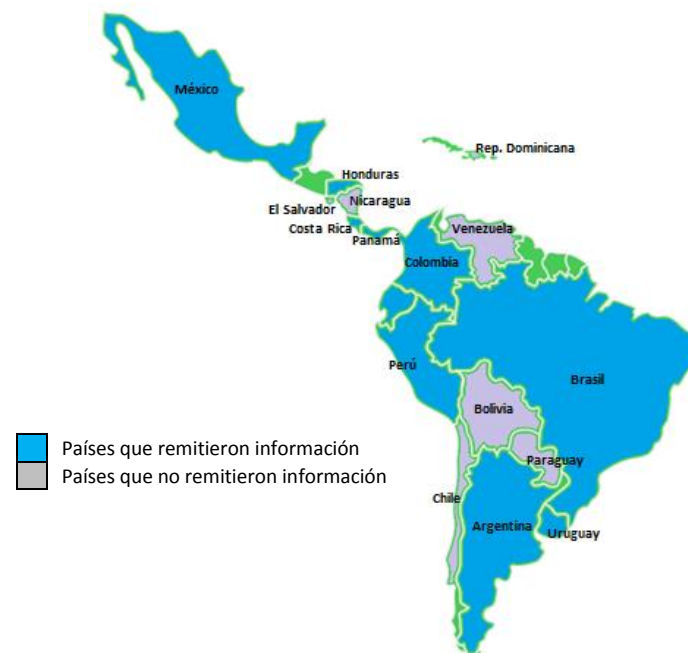 México
Rep. Dominicana
Honduras
Nicaragua
El Salvador
Costa Rica
Panamá
Venezuela
Colombia
Perú
Brasil
Bolivia
Países que remitieron información
Países que no remitieron información
Paraguay
Chile
Argentina
Uruguay